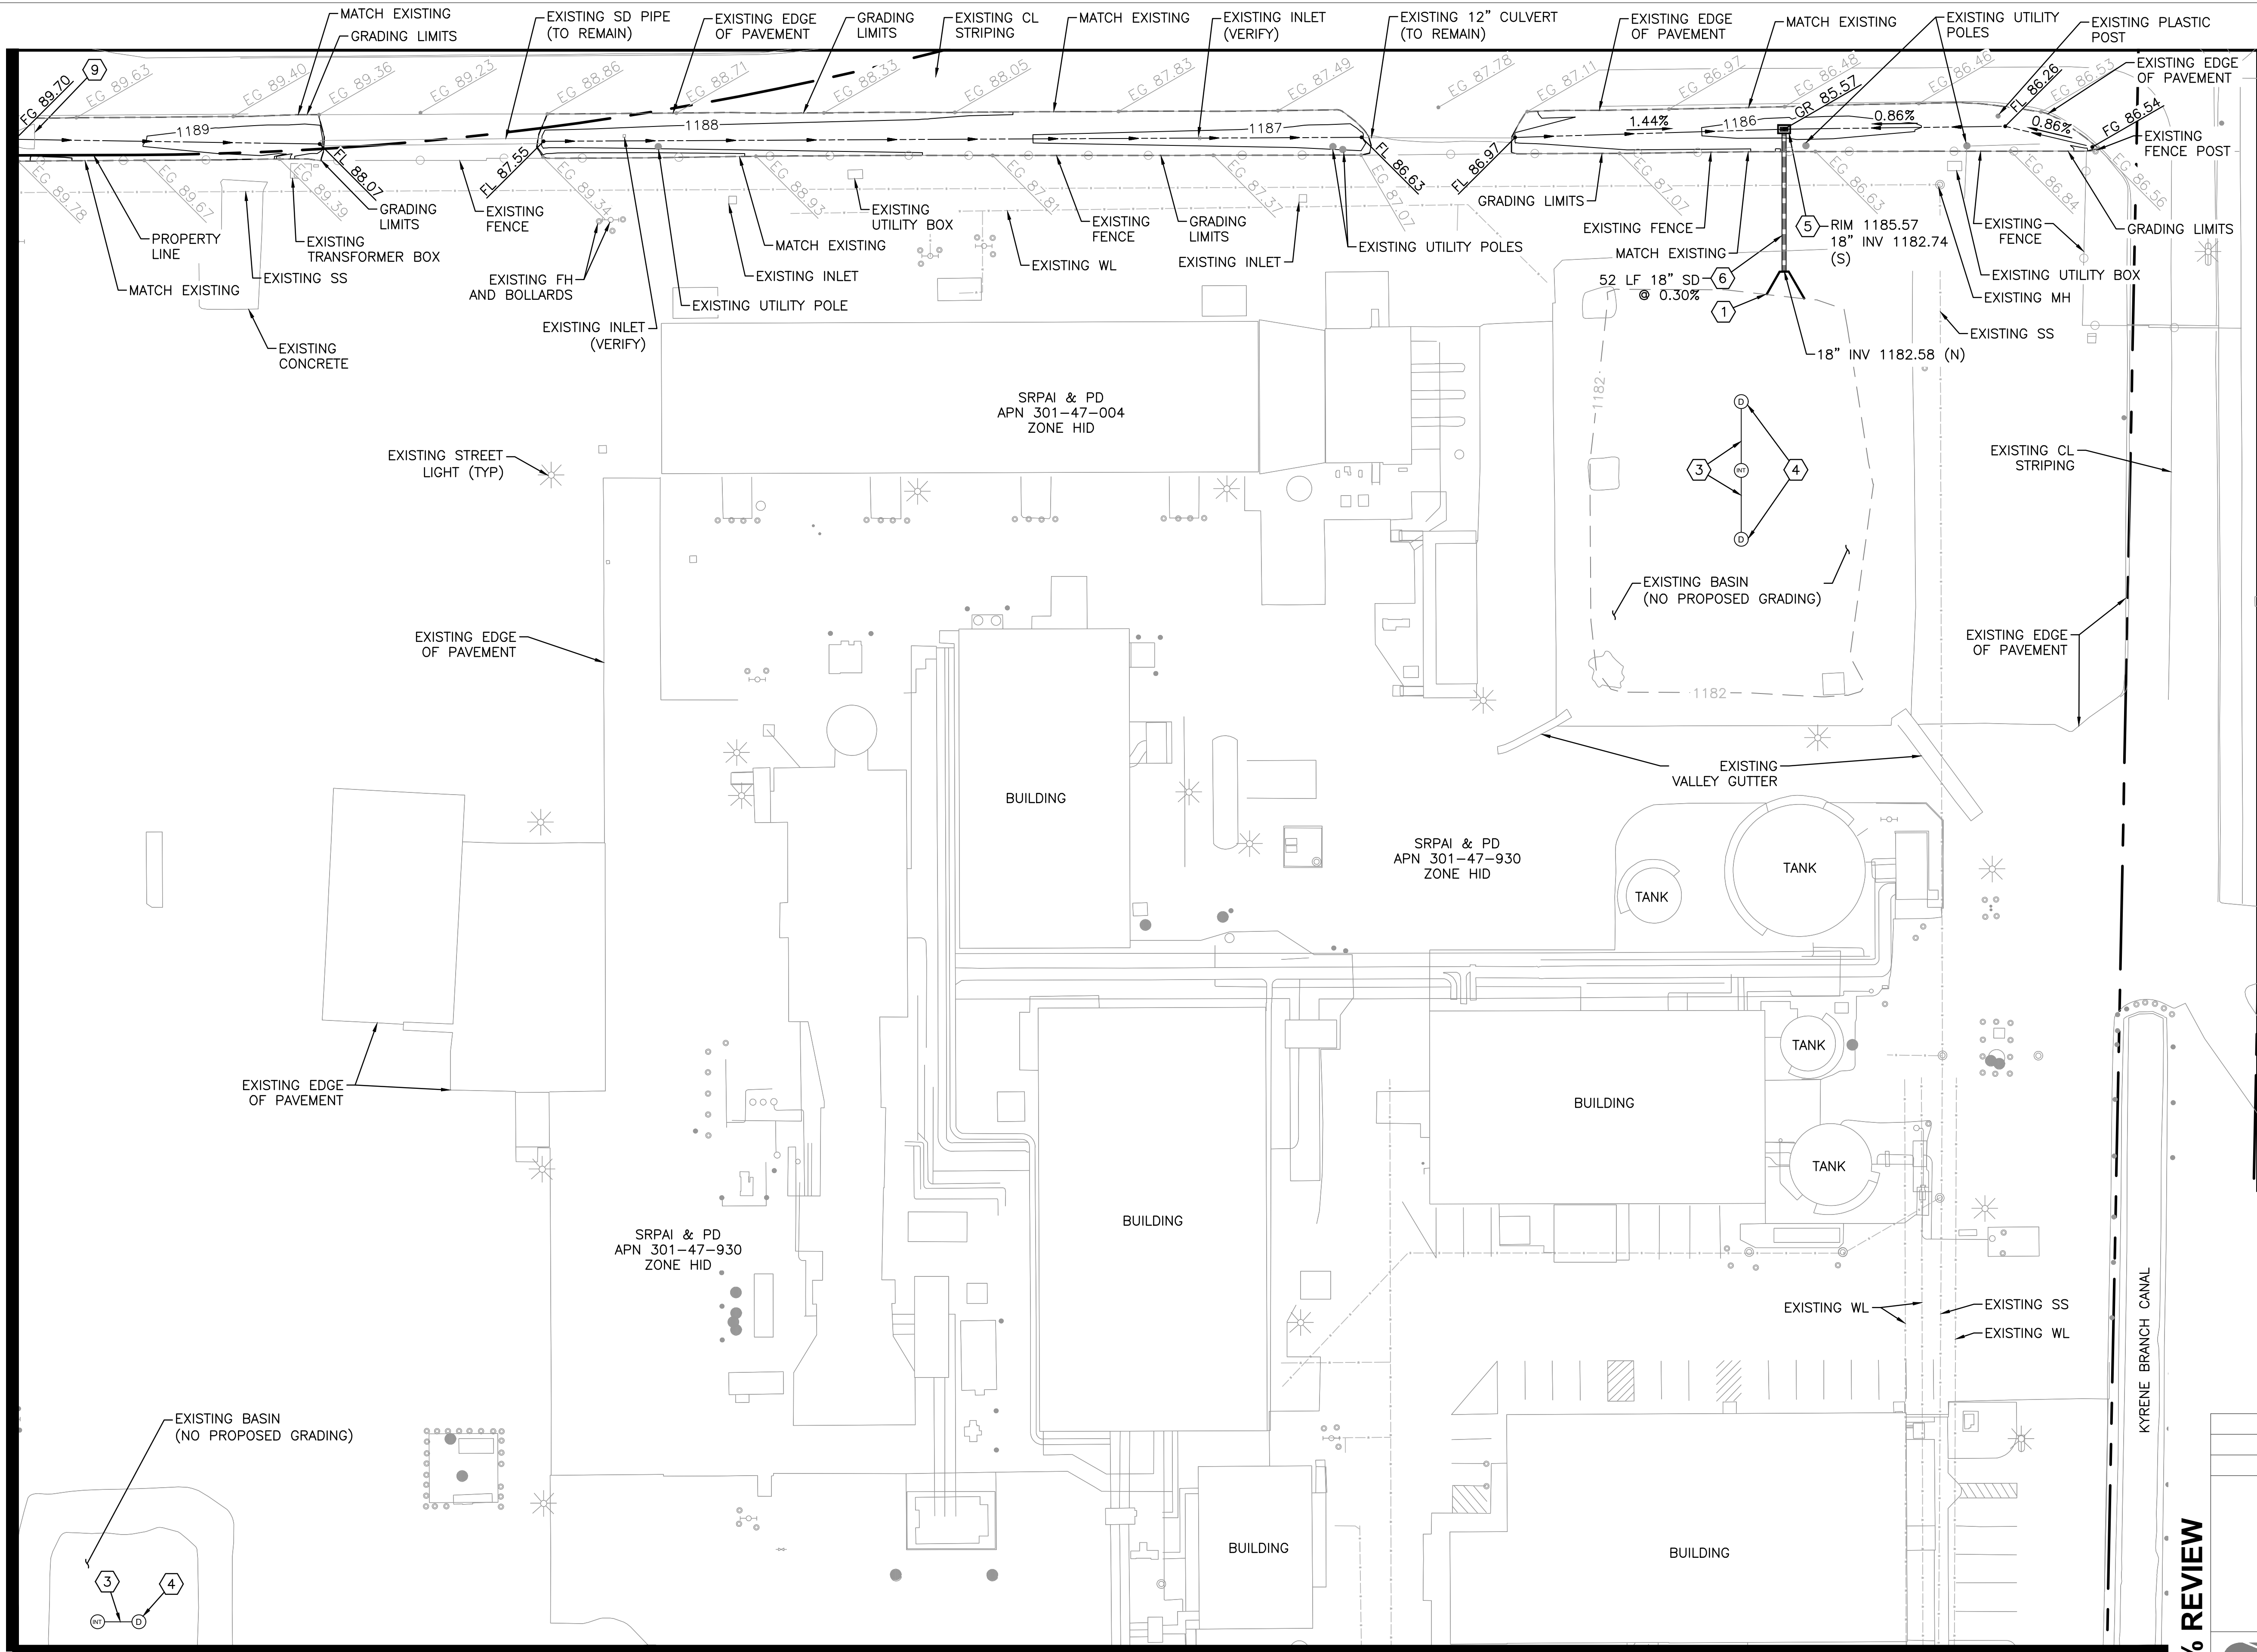 MATCH EXISTING
GRADING LIMITS
EXISTING SD PIPE
(TO REMAIN)
EXISTING EDGE
OF PAVEMENT
GRADING
LIMITS
EXISTING CL
STRIPING
MATCH EXISTING
EXISTING INLET
(VERIFY)
EXISTING 12" CULVERT
(TO REMAIN)
EXISTING EDGE
OF PAVEMENT
MATCH EXISTING
EXISTING UTILITY
POLES
EXISTING PLASTIC
POST
EXISTING EDGE
OF PAVEMENT
FG 89.70
9
EG 89.63
EG 89.40
EG 89.36
EG 89.23
EG 88.86
EG 88.71
EG 88.33
EG 88.05
EG 87.83
EG 87.49
EG 87.78
EG 87.11
EG 86.97
EG 86.48
GR 85.57
EG 86.46
FL 86.26
EG 86.53
FG 86.54
1189
1188
1187
1.44%
1186
0.86%
0.86%
EXISTING
FENCE POST
FL 88.07
FL 87.55
FL 86.63
FL 86.97
EG 89.78
EG 89.67
EG 89.39
EG 89.34
EG 88.93
EG 87.81
EG 87.37
EG 87.07
EG 87.07
EG 86.63
EG 86.84
EG 86.56
PROPERTY
LINE
MATCH EXISTING
EXISTING SS
EXISTING
TRANSFORMER BOX
GRADING
LIMITS
EXISTING
FENCE
EXISTING FH
AND BOLLARDS
EXISTING INLET
(VERIFY)
EXISTING UTILITY POLE
EXISTING INLET
MATCH EXISTING
EXISTING
UTILITY BOX
EXISTING WL
EXISTING
FENCE
GRADING
LIMITS
EXISTING INLET
EXISTING UTILITY POLES
GRADING LIMITS
EXISTING FENCE
MATCH EXISTING
5
RIM 1185.57
18" INV 1182.74
(S)
52 LF 18" SD
@ 0.30%
6
1
18" INV 1182.58 (N)
EXISTING
FENCE
GRADING LIMITS
EXISTING UTILITY BOX
EXISTING MH
EXISTING SS
EXISTING
CONCRETE
SRPAI & PD
APN 301-47-004
ZONE HID
1182
D
3
INT
4
D
EXISTING STREET
LIGHT (TYP)
EXISTING CL
STRIPING
EXISTING BASIN
(NO PROPOSED GRADING)
EXISTING EDGE
OF PAVEMENT
EXISTING EDGE
OF PAVEMENT
1182
EXISTING
VALLEY GUTTER
BUILDING
SRPAI & PD
APN 301-47-930
ZONE HID
TANK
TANK
TANK
EXISTING EDGE
OF PAVEMENT
BUILDING
TANK
BUILDING
SRPAI & PD
APN 301-47-930
ZONE HID
EXISTING WL
EXISTING SS
EXISTING WL
KYRENE BRANCH CANAL
EXISTING BASIN
(NO PROPOSED GRADING)
BUILDING
BUILDING
3
4
INT
D
% REVIEW